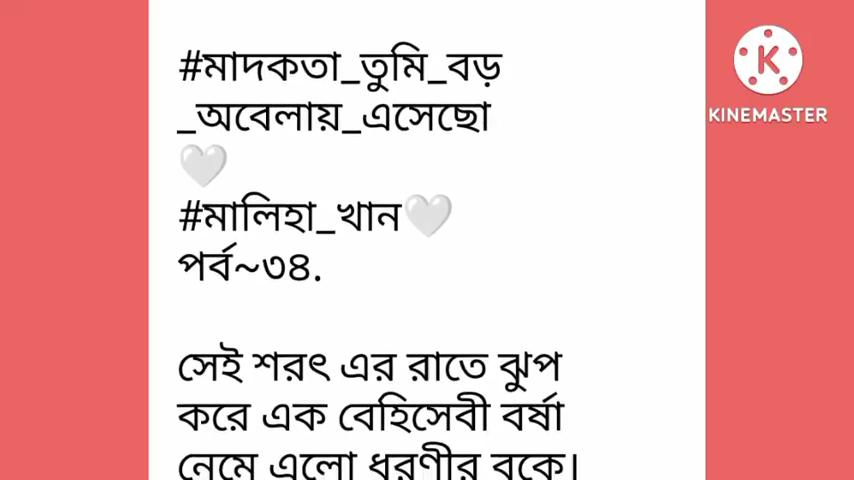 #মাদকতা_তুমি_বড়
_অবেলায়_এসেছো
🤍
#মালিহা_খান🤍
পর্ব~৩৪.
সেই শরৎ এর রাতে ঝুপ
করে এক বেহিসেবী বর্ষা
নেমে এলো ধরণীর বুকে।
K
KINEMASTER